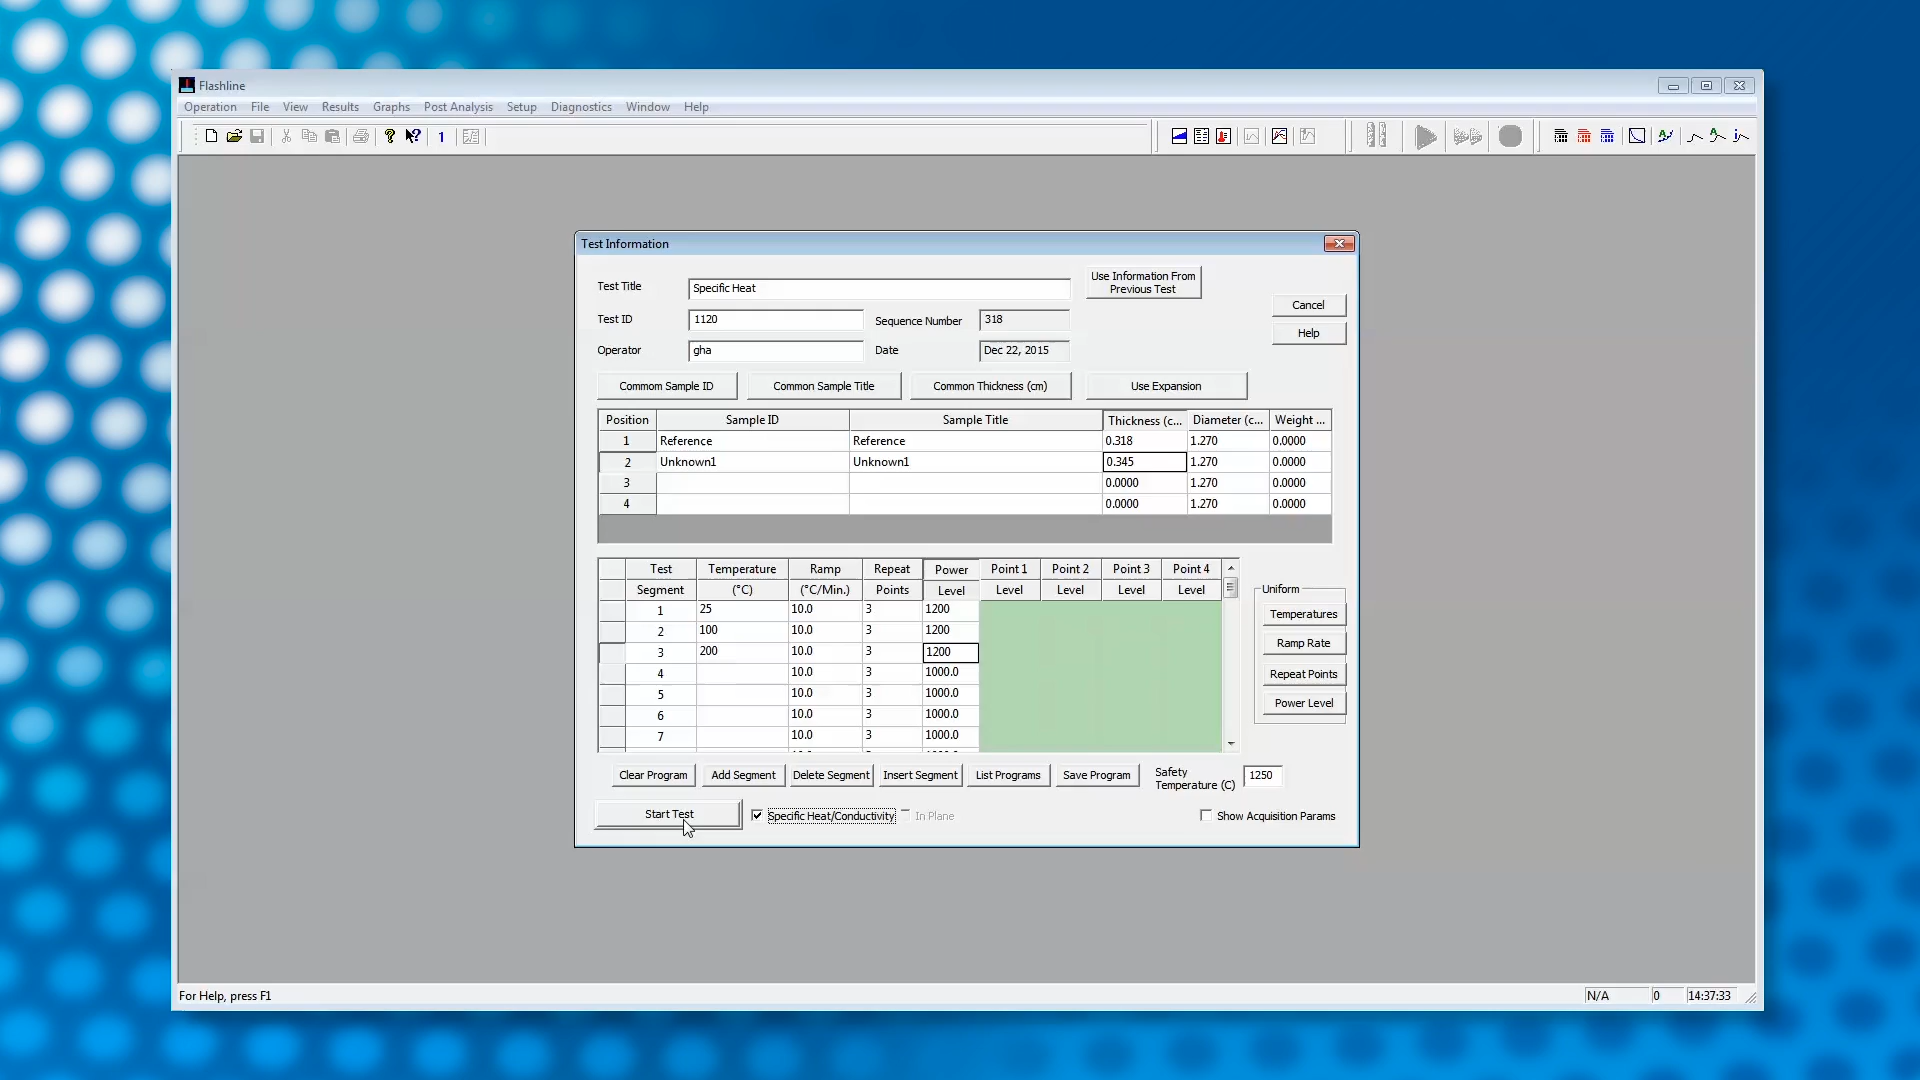 Flashline
Operation File View Results Graphs Post Analysis Setup Diagnostics Window Help
1
Test Information
Test Title Specific Heat Use Information From Previous Test
Cancel
Test ID 1120 Sequence Number 318
Help
Operator gha Date Dec 22, 2015
Commom Sample ID Common Sample Title Common Thickness (cm) Use Expansion
Position Sample ID Sample Title Thickness (c... Diameter (c... Weight ...
1 Reference Reference 0.318 1.270 0.0000
2 Unknown1 Unknown1 0.345 1.270 0.0000
3 0.0000 1.270 0.0000
4 0.0000 1.270 0.0000
Test Temperature Ramp Repeat Power Point 1 Point 2 Point 3 Point 4
Segment (°C) (°C/Min.) Points Level Level Level Level Level
1 25 10.0 3 1200
2 100 10.0 3 1200
3 200 10.0 3 1200
4 10.0 3 1000.0
5 10.0 3 1000.0
6 10.0 3 1000.0
7 10.0 3 1000.0
Uniform
Temperatures
Ramp Rate
Repeat Points
Power Level
Clear Program Add Segment Delete Segment Insert Segment List Programs Save Program Safety Temperature (C) 1250
Start Test Specific Heat/Conductivity In Plane Show Acquisition Params
For Help, press F1 N/A 0 14:37:33